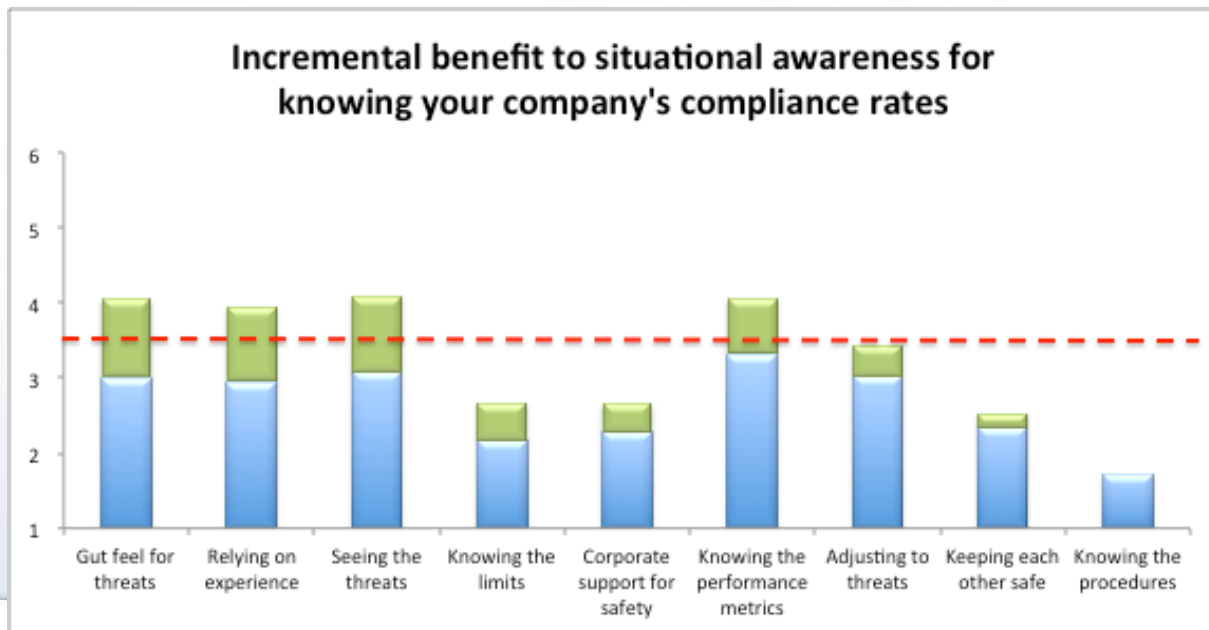 Incremental benefit to situational awareness for
knowing your company's compliance rates
6
5
4
3
2
1
Gut feel for
threats
Relying on
experience
Seeing the
threats
Knowing the
limits
Corporate
support for
safety
Knowing the
performance
metrics
Adjusting to
threats
Keeping each
other safe
Knowing the
procedures